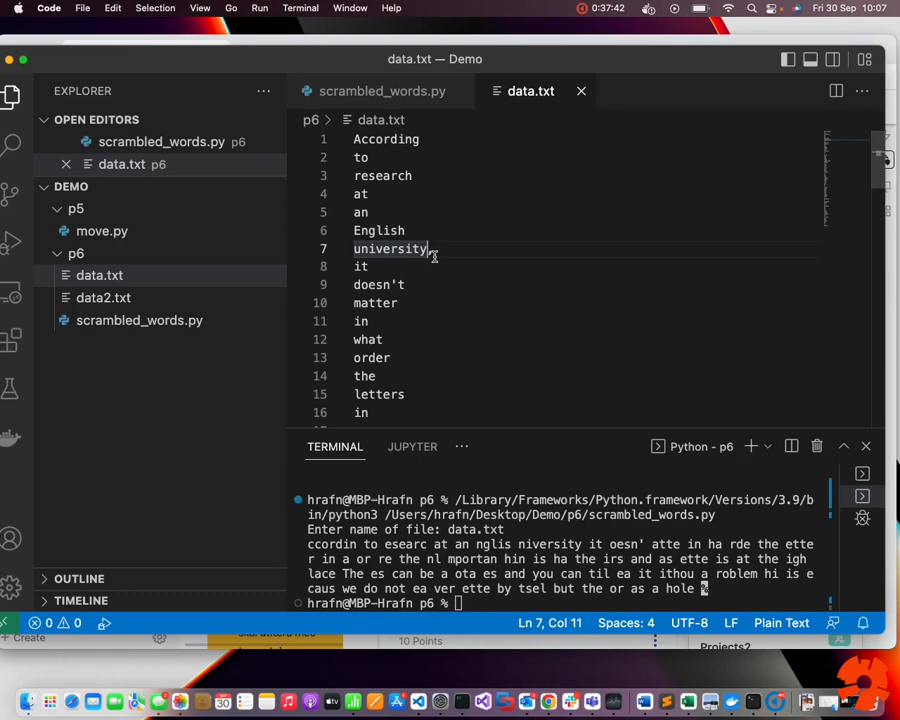 Code File Edit Selection View Go Run Terminal Window Help 0:37:42 Fri 30 Sep 10:07
data.txt — Demo
EXPLORER
scrambled_words.py data.txt
OPEN EDITORS
p6 > data.txt
scrambled_words.py p6
data.txt p6
DEMO
p5
move.py
p6
data.txt
data2.txt
scrambled_words.py
OUTLINE
TIMELINE
1 According
2 to
3 research
4 at
5 an
6 English
7 university
8 it
9 doesn't
10 matter
11 in
12 what
13 order
14 the
15 letters
16 in
TERMINAL JUPYTER Python - p6
hrafn@MBP-Hrafn p6 % /Library/Frameworks/Python.framework/Versions/3.9/b
in/python3 /Users/hrafn/Desktop/Demo/p6/scrambled_words.py
Enter name of file: data.txt
ccordin to esearc at an nglis niversity it oesn' atte in ha rde the ette
r in a or re the nl mportan hin is ha the irs and as ette is at the igh
lace The es can be a ota es and you can til ea it ithou a roblem hi is e
caus we do not ea ver ette by tsel but the or as a hole %
hrafn@MBP-Hrafn p6 %
0 0 Ln 7, Col 11 Spaces: 4 UTF-8 LF Plain Text
Create
10 Points
Projects?